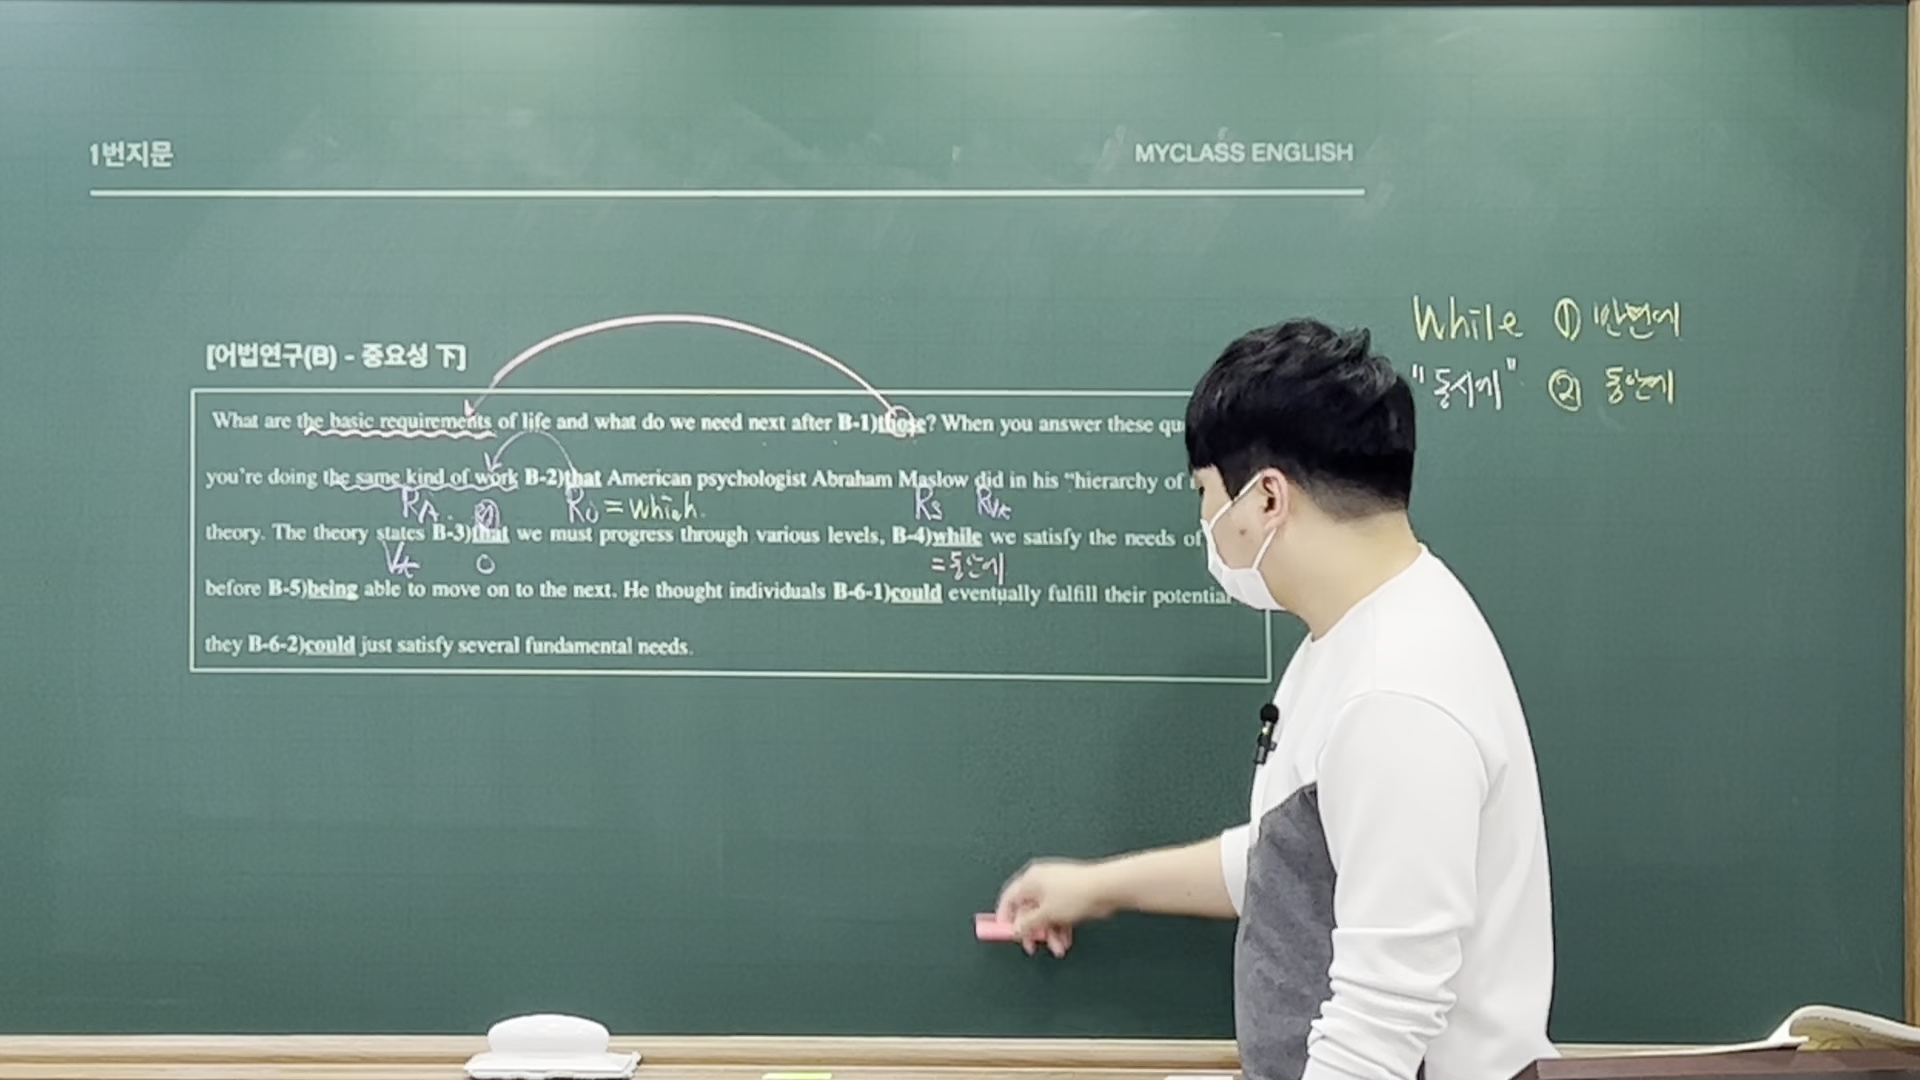 1번지문
MYCLASS ENGLISH
While ① 반면에
"동시에" ② 동안에
[어법연구(B) - 중요성 下]
What are the basic requirements of life and what do we need next after B-1)those? When you answer these
you're doing the same kind of work B-2)that American psychologist Abraham Maslow did in his "hierarchy of
RA. Ro = which. Rs Rvt
theory. The theory states B-3)that we must progress through various levels, B-4)while we satisfy the needs of
Vt O =동안에
before B-5)being able to move on to the next. He thought individuals B-6-1)could eventually fulfill their potential
they B-6-2)could just satisfy several fundamental needs.